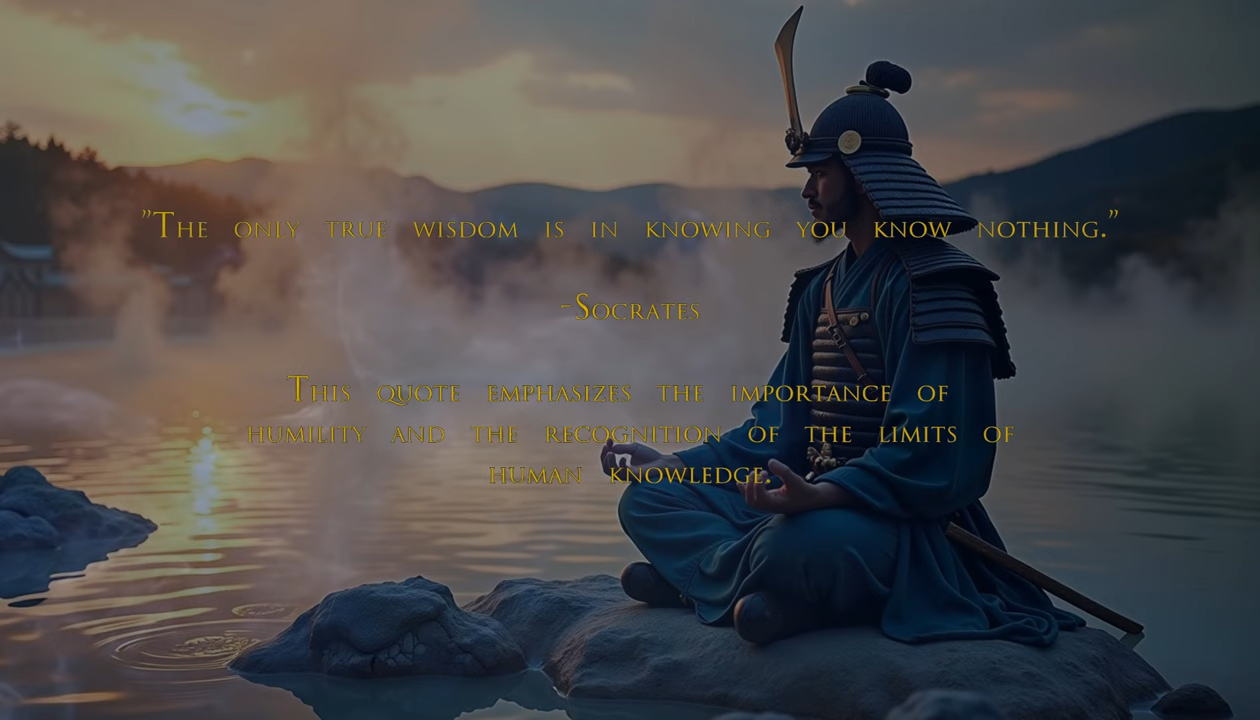 "The only true wisdom is in knowing you know nothing."
-Socrates
This quote emphasizes the importance of
humility and the recognition of the limits of
human knowledge.